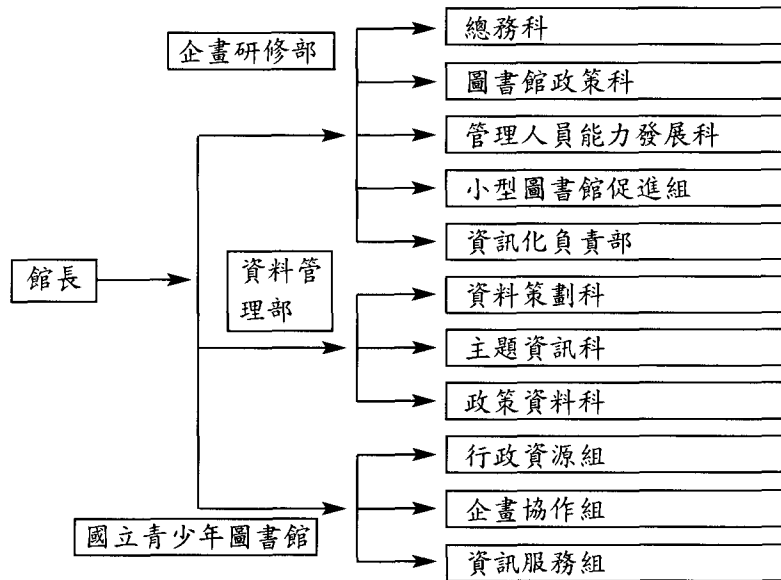 總務科
企畫研修部
圖書館政策科
管理人員能力發展科
小型圖書館促進組
資訊化負責部
館長
資料管
理部
資料策劃科
主題資訊科
政策資料科
行政資源組
企畫協作組
國立青少年圖書館
資訊服務組